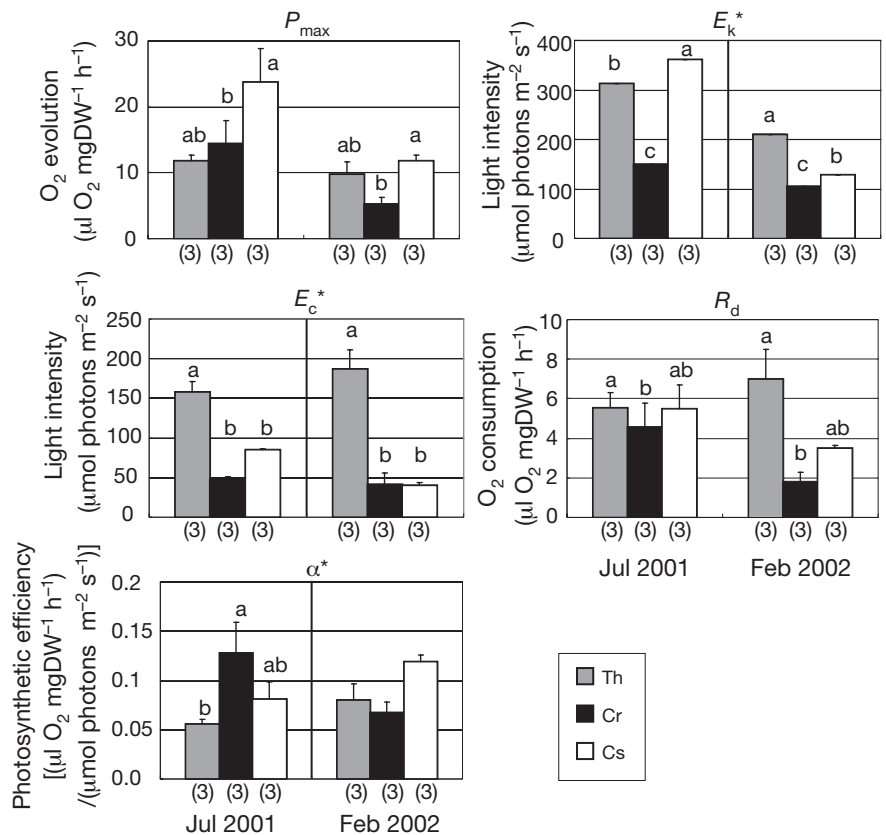 P max
O2 evolution
(μl O2 mgDW–1 h–1)
30
20
10
0
ab
b
a
ab
b
a
(3) (3) (3)
(3) (3) (3)
Ek*
Light intensity
(μmol photons m–2 s–1)
400
300
200
100
0
b
c
a
a
c
b
(3) (3) (3)
(3) (3) (3)
Ec*
Light intensity
(μmol photons m–2 s–1)
250
200
150
100
50
0
a
b
b
a
b
b
(3) (3) (3)
(3) (3) (3)
Rd
O2 consumption
(μl O2 mgDW–1 h–1)
10
8
6
4
2
0
a
b
ab
a
b
ab
(3) (3) (3)
(3) (3) (3)
Jul 2001
Feb 2002
α*
Photosynthetic efficiency
[(μl O2 mgDW–1 h–1)
/(μmol photons m–2 s–1)]
0.2
0.15
0.1
0.05
0.0
b
a
ab
(3) (3) (3)
(3) (3) (3)
Jul 2001
Feb 2002
Th
Cr
Cs